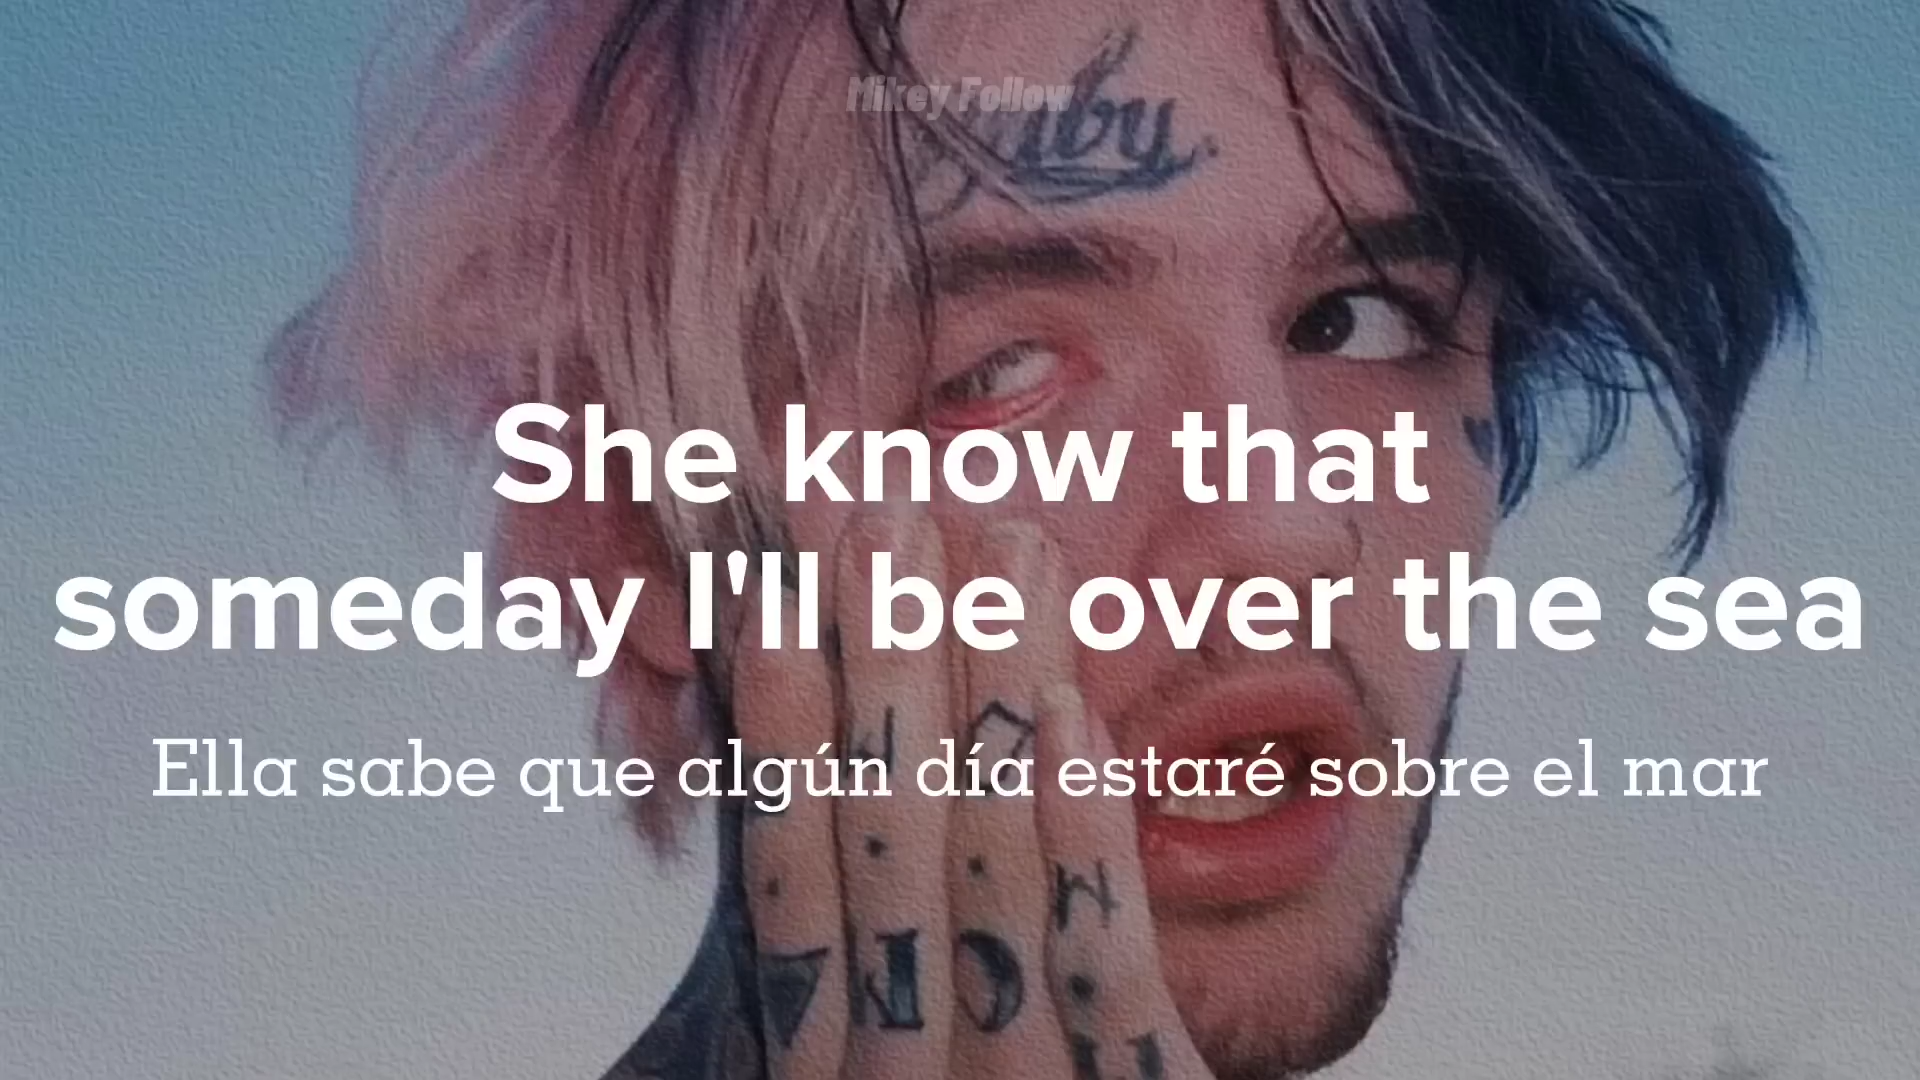 Mikey Follow
She know that
someday I'll be over the sea
Ella sabe que algún día estaré sobre el mar